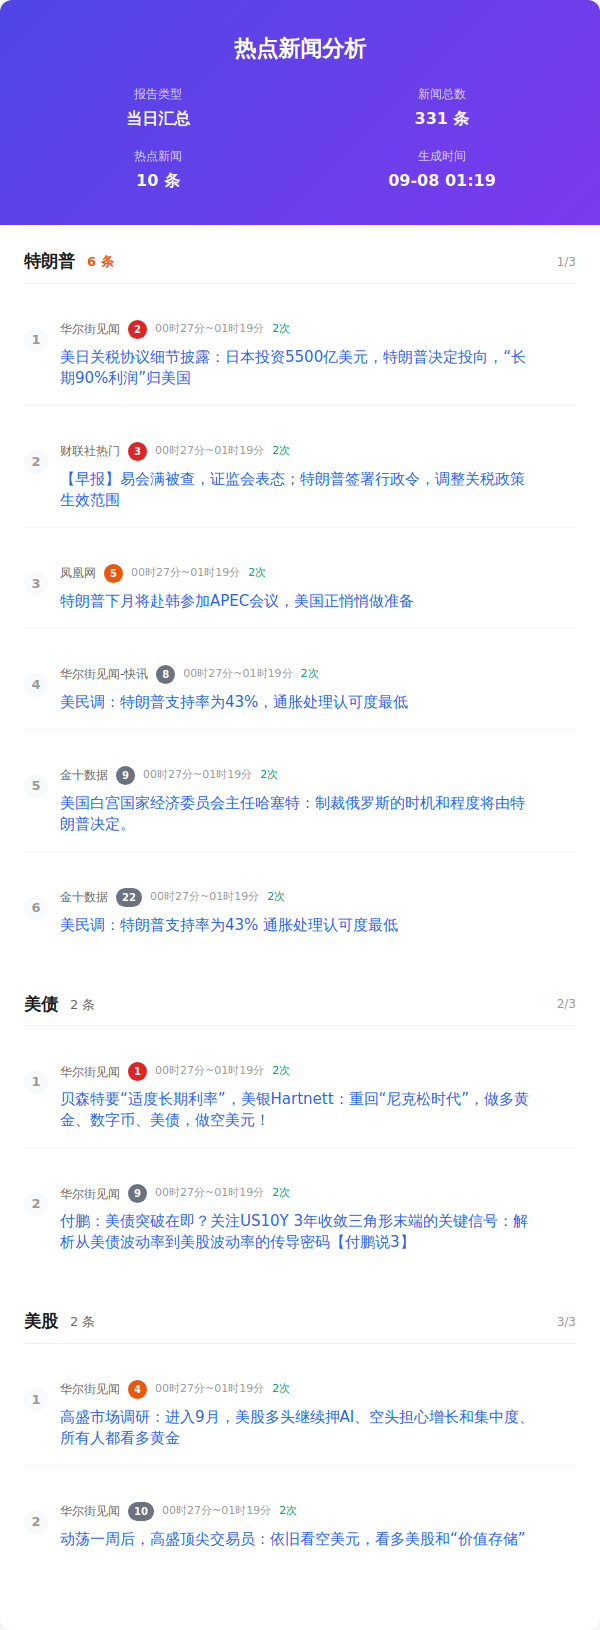 热点新闻分析
报告类型
新闻总数
当日汇总
331 条
热点新闻
生成时间
10 条
09-08 01:19
特朗普 6 条 1/3
1 华尔街见闻 2 00时27分~01时19分 2次
美日关税协议细节披露：日本投资5500亿美元，特朗普决定投向，“长
期90%利润”归美国
2 财联社热门 3 00时27分~01时19分 2次
【早报】易会满被查，证监会表态；特朗普签署行政令，调整关税政策
生效范围
3 凤凰网 5 00时27分~01时19分 2次
特朗普下月将赴韩参加APEC会议，美国正悄悄做准备
4 华尔街见闻-快讯 8 00时27分~01时19分 2次
美民调：特朗普支持率为43%，通胀处理认可度最低
5 金十数据 9 00时27分~01时19分 2次
美国白宫国家经济委员会主任哈塞特：制裁俄罗斯的时机和程度将由特
朗普决定。
6 金十数据 22 00时27分~01时19分 2次
美民调：特朗普支持率为43% 通胀处理认可度最低
美债 2 条 2/3
1 华尔街见闻 1 00时27分~01时19分 2次
贝森特要“适度长期利率”，美银Hartnett：重回“尼克松时代”，做多黄
金、数字币、美债，做空美元！
2 华尔街见闻 9 00时27分~01时19分 2次
付鹏：美债突破在即？关注US10Y 3年收敛三角形末端的关键信号：解
析从美债波动率到美股波动率的传导密码【付鹏说3】
美股 2 条 3/3
1 华尔街见闻 4 00时27分~01时19分 2次
高盛市场调研：进入9月，美股多头继续押AI、空头担心增长和集中度、
所有人都看多黄金
2 华尔街见闻 10 00时27分~01时19分 2次
动荡一周后，高盛顶尖交易员：依旧看空美元，看多美股和“价值存储”